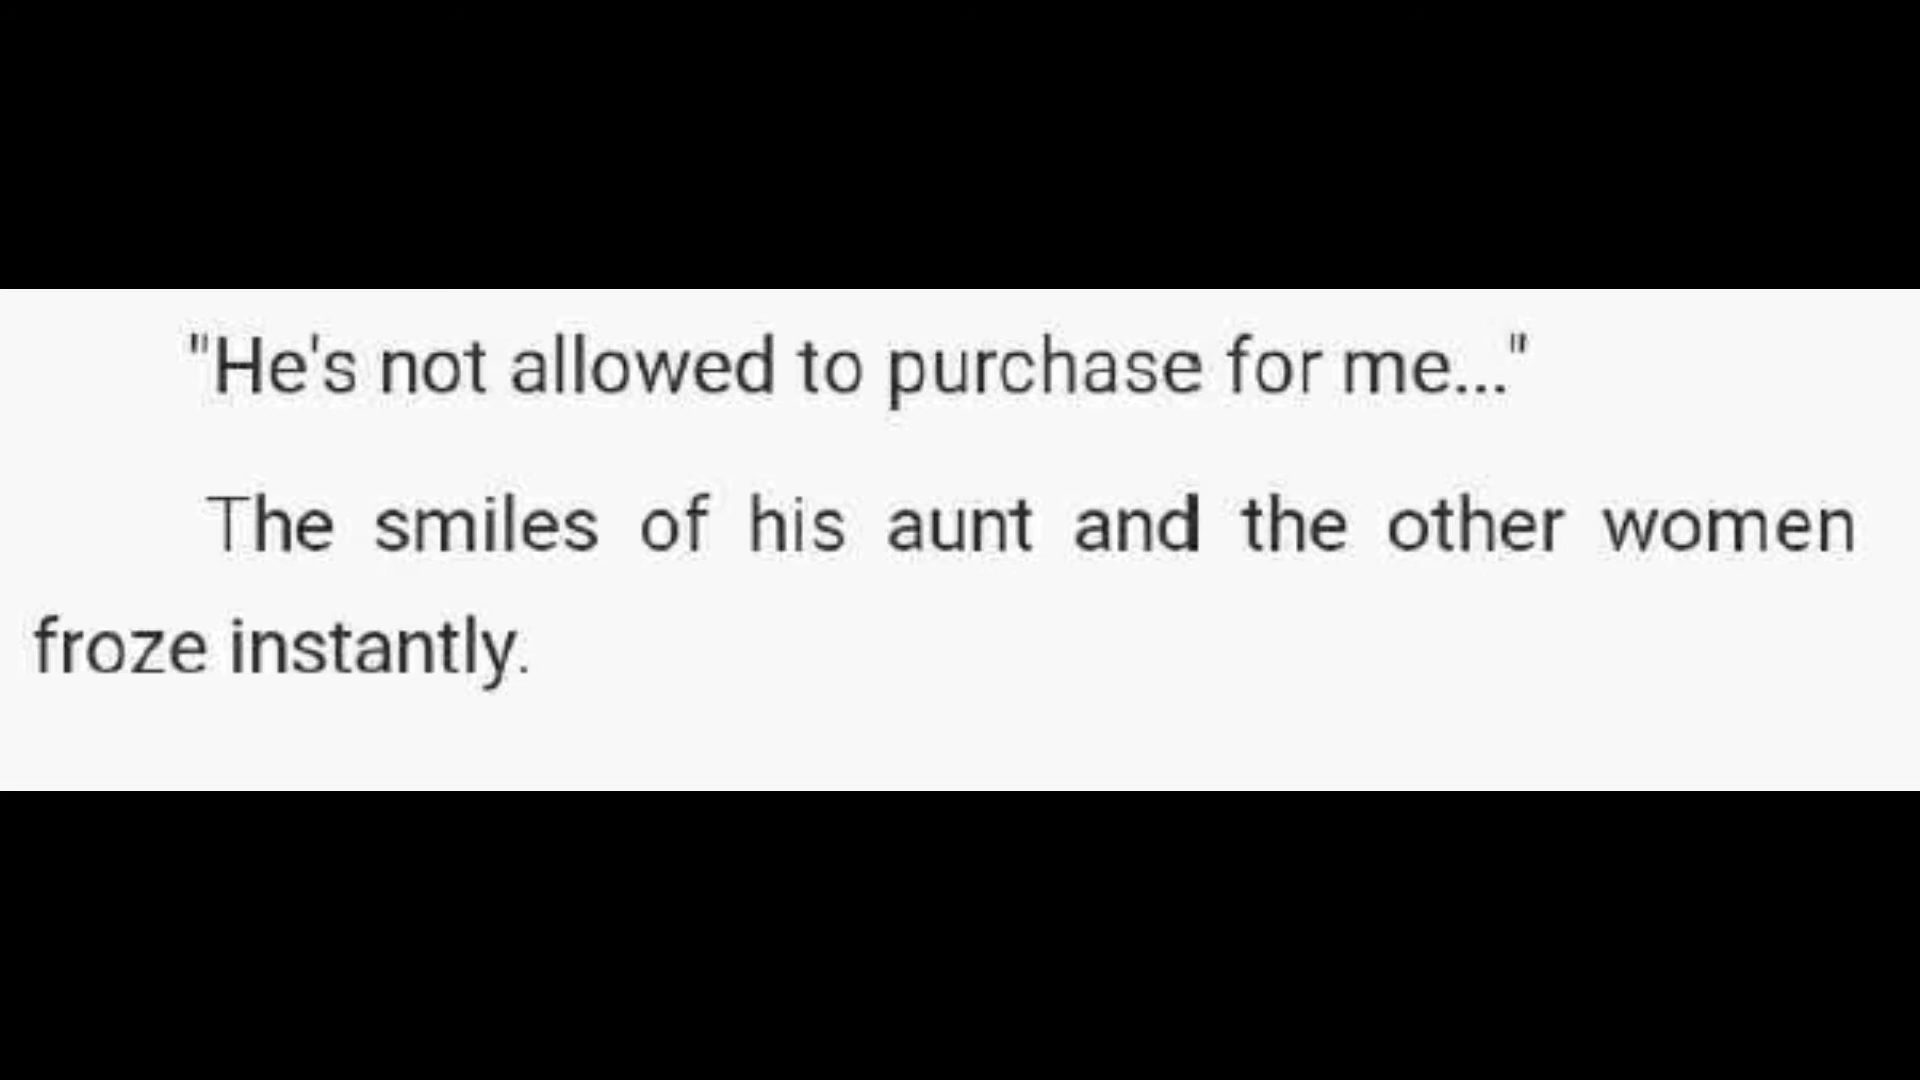 "He's not allowed to purchase for me..."
The smiles of his aunt and the other women
froze instantly.